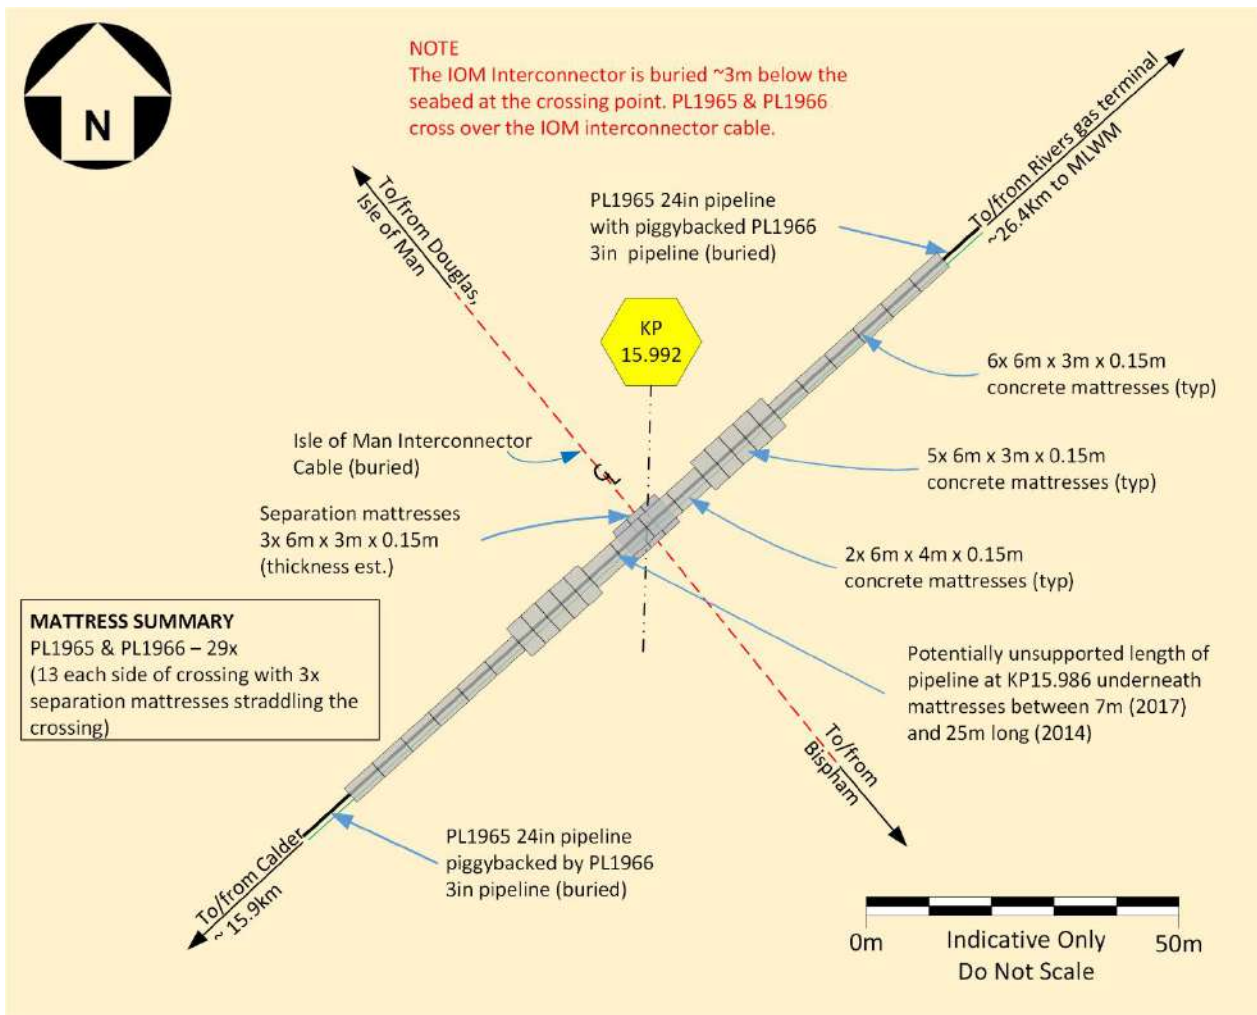 N
NOTE
The IOM Interconnector is buried ~3m below the
seabed at the crossing point. PL1965 & PL1966
cross over the IOM interconnector cable.
To/from Rivers gas terminal
~26.4Km to MLWM
To/from Douglas,
Isle of Man
PL1965 24in pipeline
with piggybacked PL1966
3in pipeline (buried)
KP
15.992
6x 6m x 3m x 0.15m
concrete mattresses (typ)
Isle of Man Interconnector
Cable (buried)
5x 6m x 3m x 0.15m
concrete mattresses (typ)
Separation mattresses
3x 6m x 3m x 0.15m
(thickness est.)
2x 6m x 4m x 0.15m
concrete mattresses (typ)
MATTRESS SUMMARY
PL1965 & PL1966 – 29x
(13 each side of crossing with 3x
separation mattresses straddling the
crossing)
Potentially unsupported length of
pipeline at KP15.986 underneath
mattresses between 7m (2017)
and 25m long (2014)
To/from
Bispham
PL1965 24in pipeline
piggybacked by PL1966
3in pipeline (buried)
To/from Calder
~ 15.9km
0m
50m
Indicative Only
Do Not Scale